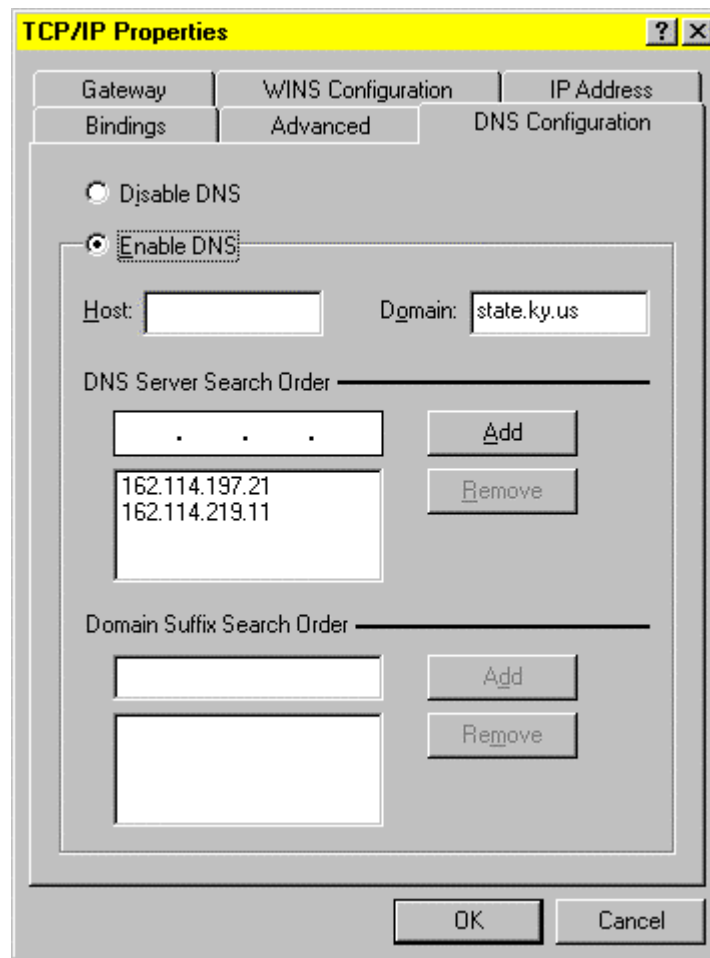 TCP/IP Properties
Gateway WINS Configuration IP Address
Bindings Advanced DNS Configuration
Disable DNS
Enable DNS
Host: Domain: state.ky.us
DNS Server Search Order
. . . Add
162.114.197.21 Remove
162.114.219.11
Domain Suffix Search Order
Add
Remove
OK Cancel